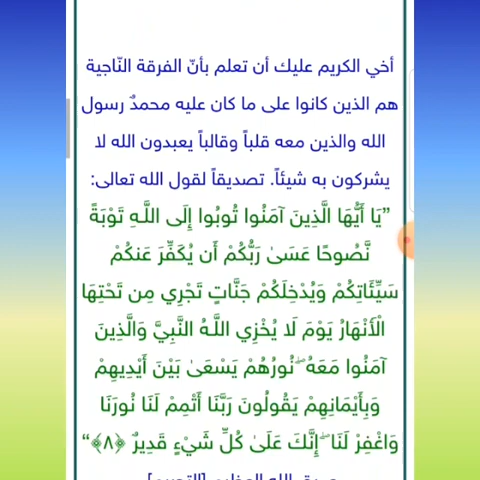 أخي الكريم عليك أن تعلم بأنّ الفرقة النّاجية
هم الذين كانوا على ما كان عليه محمدٌ رسول
الله والذين معه قلباً وقالباً يعبدون الله لا
يشركون به شيئاً. تصديقاً لقول الله تعالى:
”يَا أَيُّهَا الَّذِينَ آمَنُوا تُوبُوا إِلَى اللَّـهِ تَوْبَةً
نَّصُوحًا عَسَىٰ رَبُّكُمْ أَن يُكَفِّرَ عَنكُمْ
سَيِّئَاتِكُمْ وَيُدْخِلَكُمْ جَنَّاتٍ تَجْرِي مِن تَحْتِهَا
الْأَنْهَارُ يَوْمَ لَا يُخْزِي اللَّـهُ النَّبِيَّ وَالَّذِينَ
آمَنُوا مَعَهُ ۖ نُورُهُمْ يَسْعَىٰ بَيْنَ أَيْدِيهِمْ
وَبِأَيْمَانِهِمْ يَقُولُونَ رَبَّنَا أَتْمِمْ لَنَا نُورَنَا
وَاغْفِرْ لَنَا ۖ إِنَّكَ عَلَىٰ كُلِّ شَيْءٍ قَدِيرٌ ﴿٨﴾“